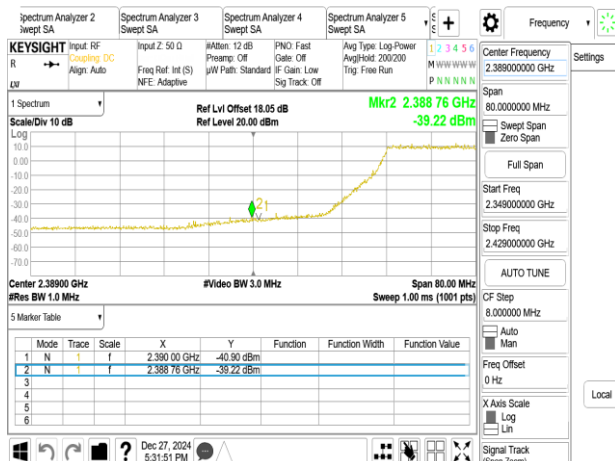 Spectrum Analyzer 2
Swept SA
Spectrum Analyzer 3
Swept SA
Spectrum Analyzer 4
Swept SA
Spectrum Analyzer 5
Swept SA
S
S
+
Frequency
KEYSIGHT
R
LXI
Input: RF
Coupling: DC
Align: Auto
Input Z: 50 Ω
Freq Ref: Int (S)
NFE: Adaptive
#Atten: 12 dB
Preamp: Off
µW Path: Standard
PNO: Fast
Gate: Off
IF Gain: Low
Sig Track: Off
Avg Type: Log-Power
Avg|Hold: 200/200
Trig: Free Run
1 2 3 4 5 6
M W W W W W
P N N N N N
Center Frequency
2.389000000 GHz
Settings
1 Spectrum
Scale/Div 10 dB
Ref Lvl Offset 18.05 dB
Ref Level 20.00 dBm
Mkr2 2.388 76 GHz
-39.22 dBm
Span
80.0000000 MHz
Swept Span
Zero Span
Log
10.0
0.00
-10.0
-20.0
-30.0
-40.0
-50.0
-60.0
-70.0
2
1
Full Span
Start Freq
2.349000000 GHz
Stop Freq
2.429000000 GHz
AUTO TUNE
Center 2.38900 GHz
#Res BW 1.0 MHz
#Video BW 3.0 MHz
Span 80.00 MHz
Sweep 1.00 ms (1001 pts)
CF Step
8.000000 MHz
Auto
Man
5 Marker Table
Mode Trace Scale X Y Function Function Width Function Value
1 N 1 f 2.390 00 GHz -40.90 dBm
2 N 1 f 2.388 76 GHz -39.22 dBm
3
4
5
6
Freq Offset
0 Hz
X Axis Scale
Log
Lin
Local
Signal Track
(Span Zoom)
?
Dec 27, 2024
5:31:51 PM